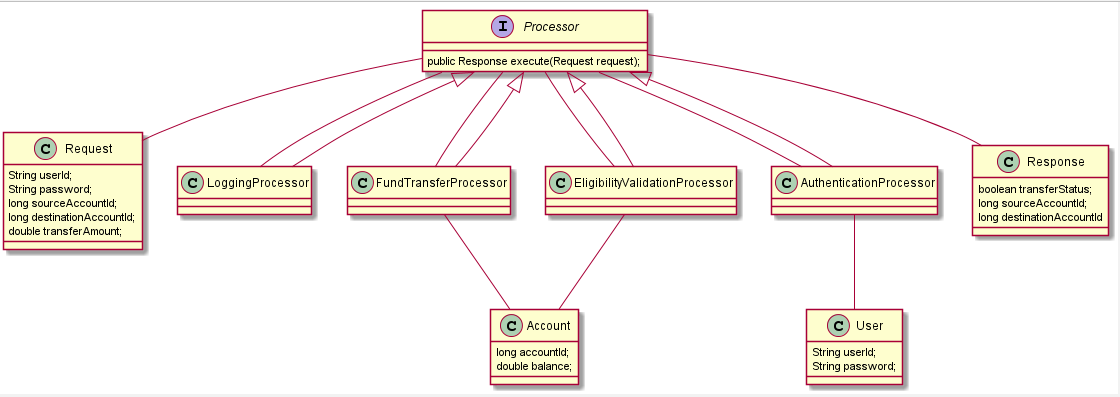 I Processor
public Response execute(Request request);
C Request
String userId;
String password;
long sourceAccountId;
long destinationAccountId;
double transferAmount;
C LoggingProcessor
C FundTransferProcessor
C EligibilityValidationProcessor
C AuthenticationProcessor
C Response
boolean transferStatus;
long sourceAccountId;
long destinationAccountId
C Account
long accountId;
double balance;
C User
String userId;
String password;